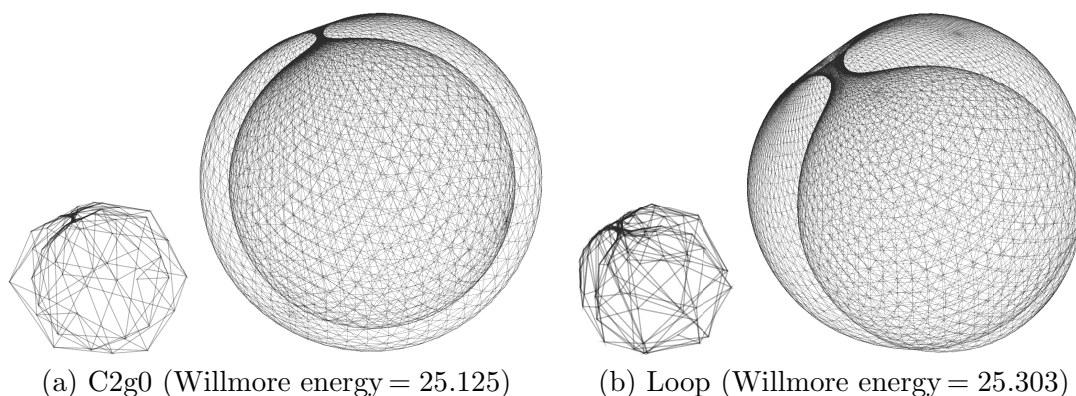 (a) C2g0 (Willmore energy = 25.125)
(b) Loop (Willmore energy = 25.303)